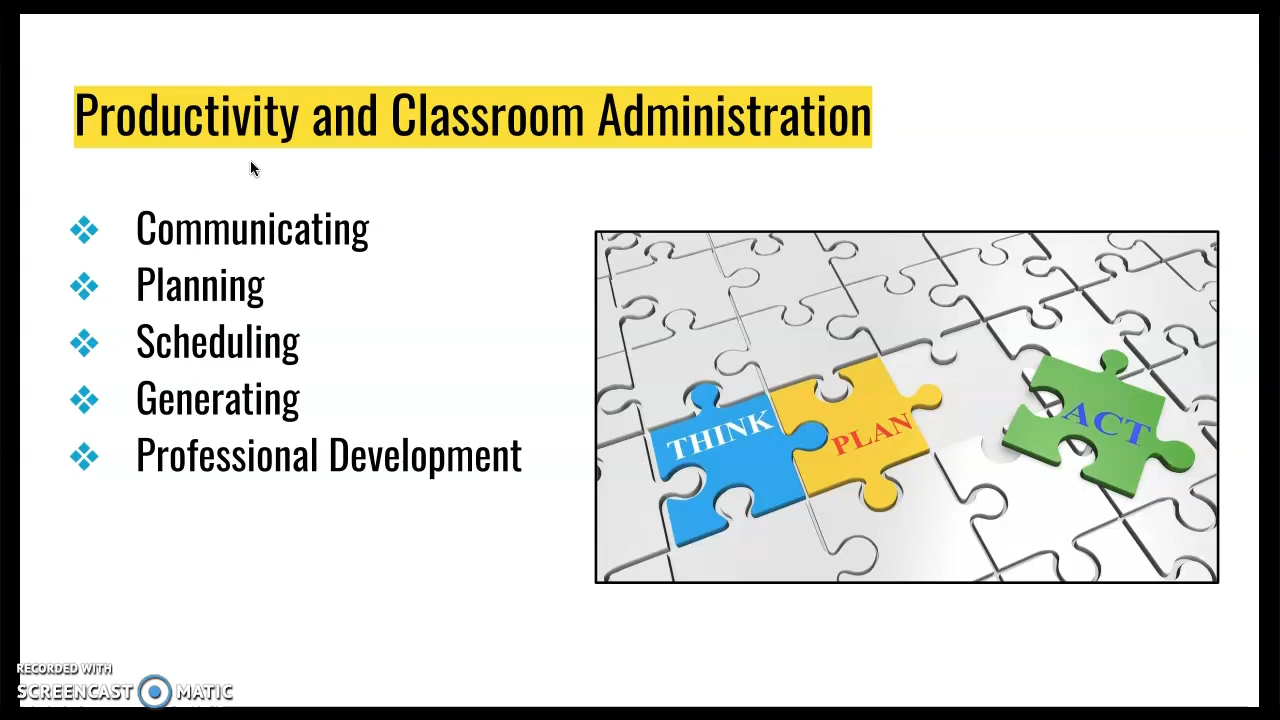 Productivity and Classroom Administration
Communicating
Planning
Scheduling
Generating
Professional Development
THINK
PLAN
ACT
RECORDED WITH
SCREENCAST MATIC